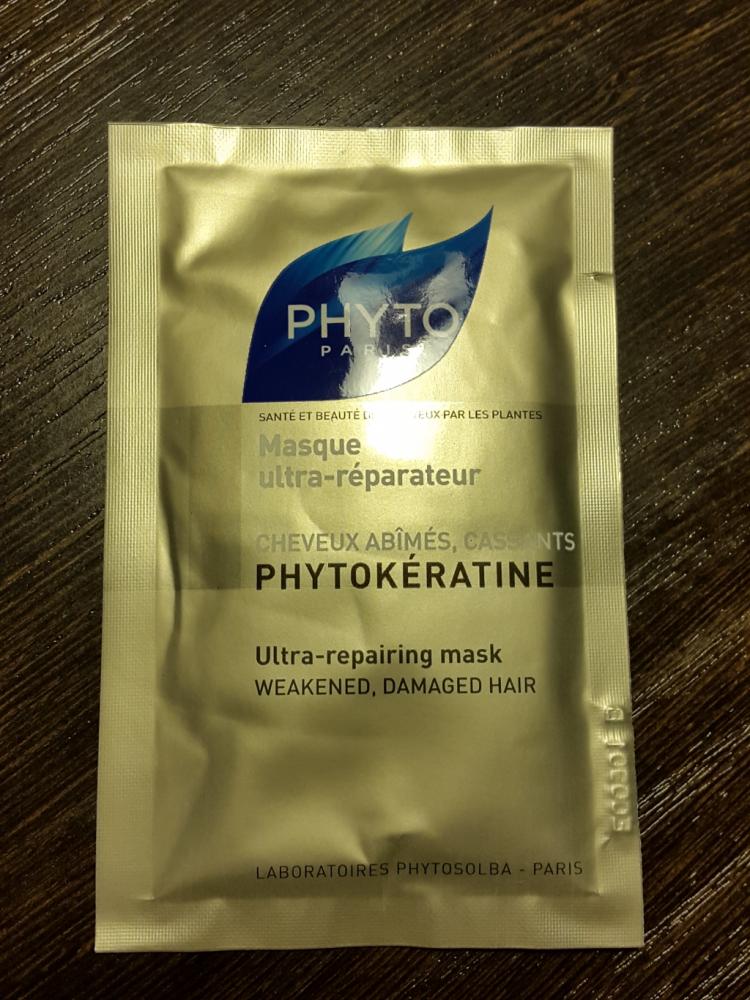 PHYTO
PARIS
SANTÉ ET BEAUTÉ PAR LES PLANTES
Masque
ultra-réparateur
CHEVEUX ABÎMÉS, CASSANTS
PHYTOKÉRATINE
Ultra-repairing mask
WEAKENED, DAMAGED HAIR
LABORATOIRES PHYTOSOLBA - PARIS